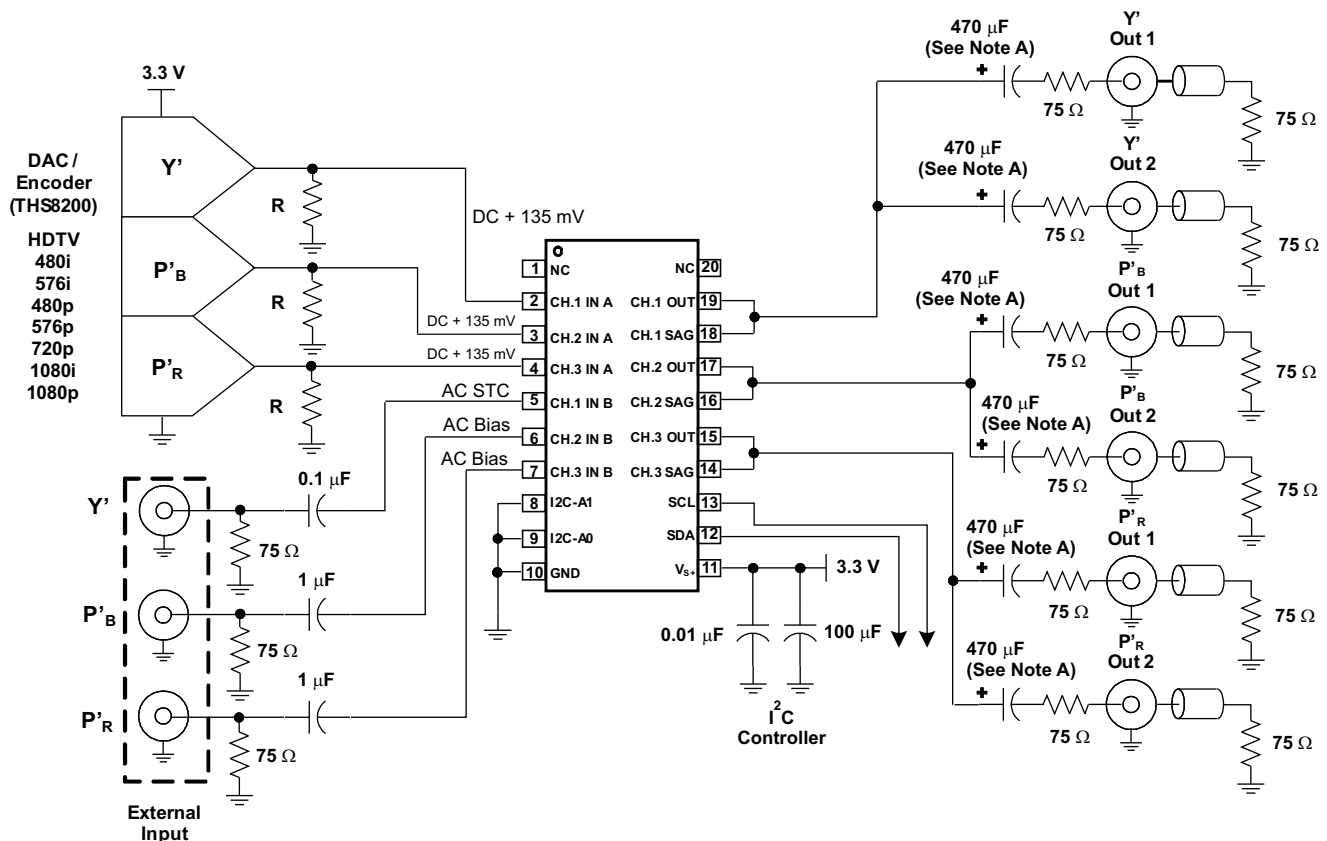 3.3 V
DAC /
Encoder
(THS8200)
HDTV
480i
576i
480p
576p
720p
1080i
1080p
Y'
P'B
P'R
R
R
R
DC + 135 mV
DC + 135 mV
DC + 135 mV
AC STC
AC Bias
AC Bias
0.1 µF
1 µF
1 µF
Y'
P'B
P'R
75 Ω
75 Ω
75 Ω
External
Input
1 NC
2 CH.1 IN A
3 CH.2 IN A
4 CH.3 IN A
5 CH.1 IN B
6 CH.2 IN B
7 CH.3 IN B
8 I2C-A1
9 I2C-A0
10 GND
NC 20
CH.1 OUT 19
CH.1 SAG 18
CH.2 OUT 17
CH.2 SAG 16
CH.3 OUT 15
CH.3 SAG 14
SCL 13
SDA 12
VS+ 11
3.3 V
0.01 µF
100 µF
I2C
Controller
470 µF
(See Note A)
+
75 Ω
Y'
Out 1
75 Ω
470 µF
(See Note A)
+
75 Ω
Y'
Out 2
75 Ω
470 µF
(See Note A)
+
75 Ω
P'B
Out 1
75 Ω
470 µF
(See Note A)
+
75 Ω
P'B
Out 2
75 Ω
470 µF
(See Note A)
+
75 Ω
P'R
Out 1
75 Ω
470 µF
(See Note A)
+
75 Ω
P'R
Out 2
75 Ω